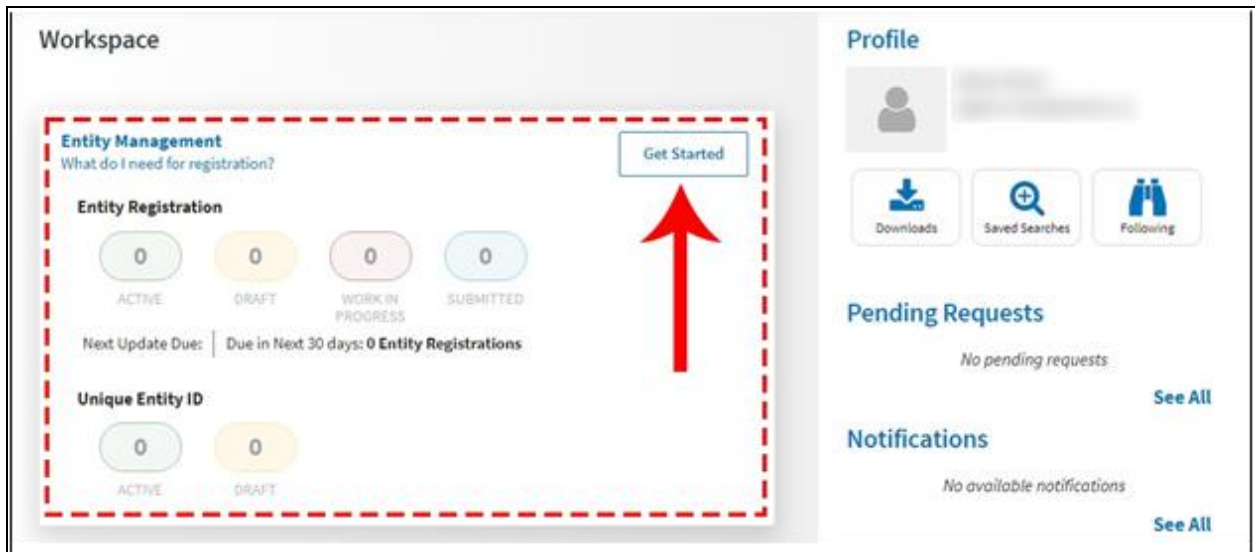 Workspace
Entity Management
What do I need for registration?
Get Started
Entity Registration
0 0 0 0
ACTIVE DRAFT WORK IN PROGRESS SUBMITTED
Next Update Due: Due in Next 30 days: 0 Entity Registrations
Unique Entity ID
0 0
ACTIVE DRAFT
Profile
Downloads Saved Searches Following
Pending Requests
No pending requests
See All
Notifications
No available notifications
See All